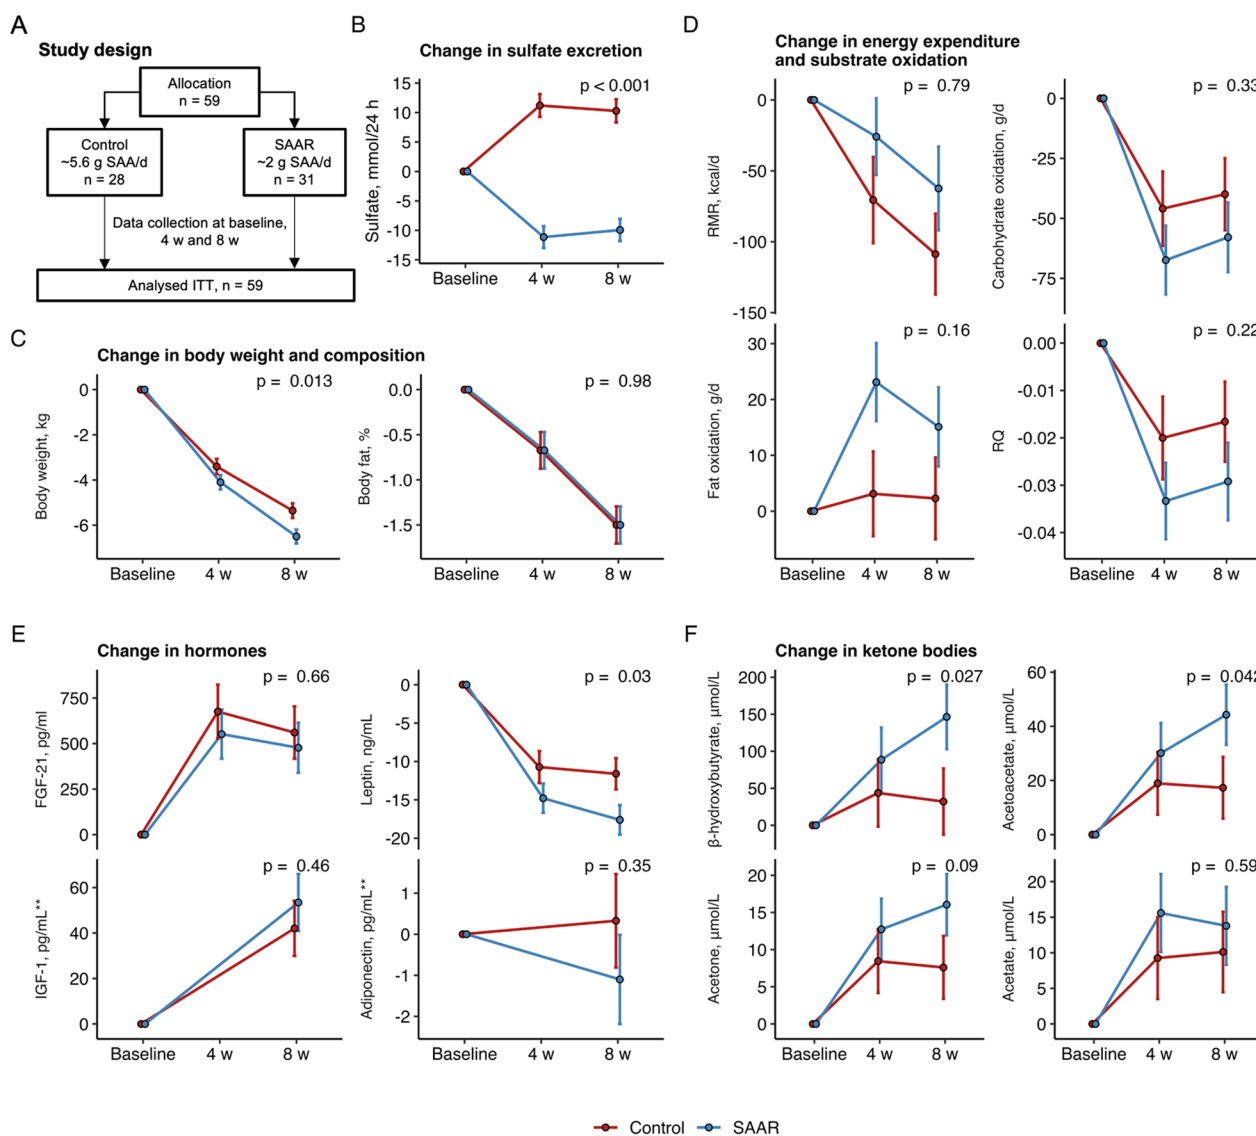 A
Study design
Allocation
n = 59
Control
~5.6 g SAA/d
n = 28
SAAR
~2 g SAA/d
n = 31
Data collection at baseline,
4 w and 8 w
Analysed ITT, n = 59
B
Change in sulfate excretion
p < 0.001
Sulfate, mmol/24 h
15
10
5
0
-5
-10
-15
Baseline 4 w 8 w
C
Change in body weight and composition
p = 0.013
Body weight, kg
0
-2
-4
-6
Baseline 4 w 8 w
p = 0.98
Body fat, %
0.0
-0.5
-1.0
-1.5
Baseline 4 w 8 w
D
Change in energy expenditure
and substrate oxidation
p = 0.79
RMR, kcal/d
0
-50
-100
-150
p = 0.33
Carbohydrate oxidation, g/d
0
-25
-50
-75
p = 0.16
Fat oxidation, g/d
30
20
10
0
Baseline 4 w 8 w
p = 0.22
RQ
0.00
-0.01
-0.02
-0.03
-0.04
Baseline 4 w 8 w
E
Change in hormones
p = 0.66
FGF-21, pg/ml
750
500
250
0
p = 0.03
Leptin, ng/mL
0
-5
-10
-15
-20
p = 0.46
IGF-1, pg/mL**
60
40
20
0
Baseline 4 w 8 w
p = 0.35
Adiponectin, pg/mL**
1
0
-1
-2
Baseline 4 w 8 w
F
Change in ketone bodies
p = 0.027
β-hydroxybutyrate, µmol/L
200
150
100
50
0
p = 0.042
Acetoacetate, µmol/L
60
40
20
0
p = 0.09
Acetone, µmol/L
20
15
10
5
0
Baseline 4 w 8 w
p = 0.59
Acetate, µmol/L
20
15
10
5
0
Baseline 4 w 8 w
Control SAAR